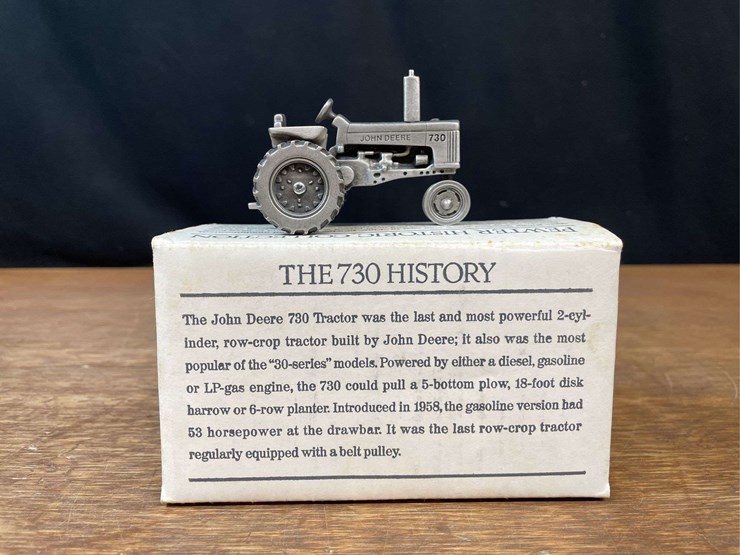 JOHN DEERE 730
PEWTER HISTORIC
THE 730 HISTORY
The John Deere 730 Tractor was the last and most powerful 2-cyl-
inder, row-crop tractor built by John Deere; it also was the most
popular of the “30-series” models. Powered by either a diesel, gasoline
or LP-gas engine, the 730 could pull a 5-bottom plow, 18-foot disk
harrow or 6-row planter. Introduced in 1958, the gasoline version had
53 horsepower at the drawbar. It was the last row-crop tractor
regularly equipped with a belt pulley.